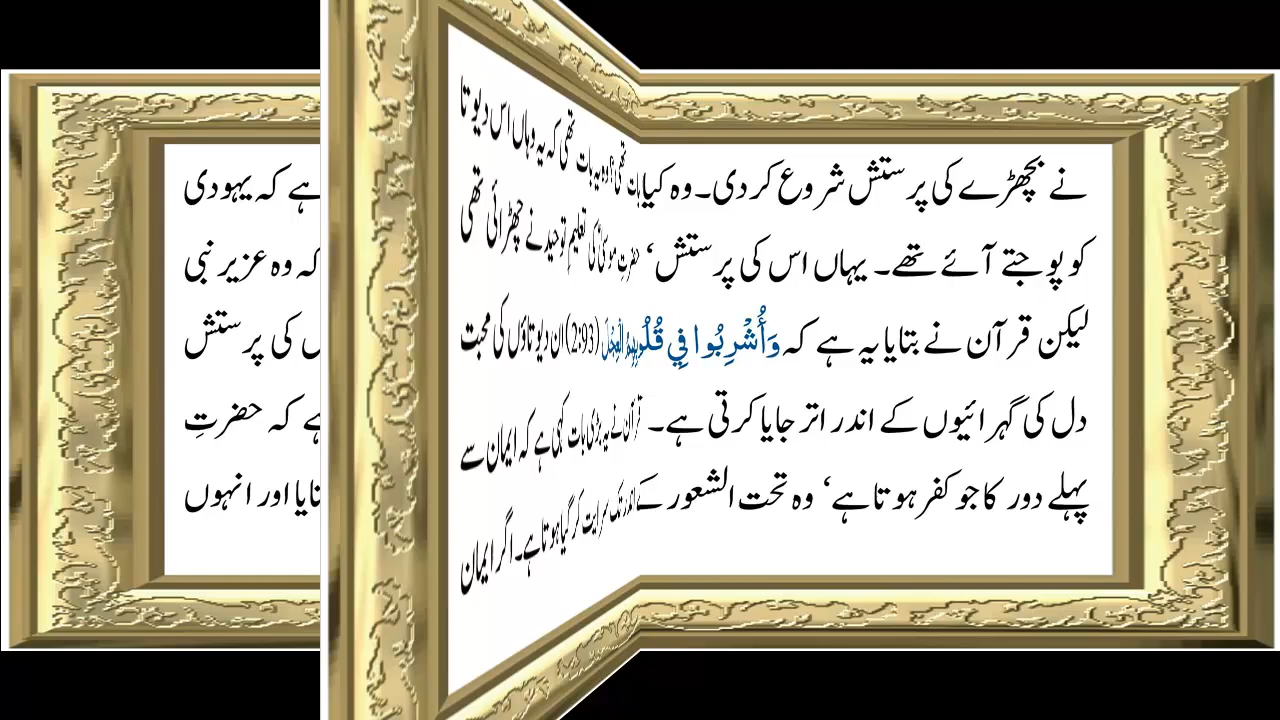 نے بچھڑے کی پرستش شروع کر دی۔ وہ کیا بات تھی؟ وہ یہ بات تھی کہ یہ وہاں اس دیوتا
کو پوجتے آئے تھے۔ یہاں اس کی پرستش‘ حضرت موسیٰؑ کی تعلیمِ توحید نے چھڑائی تھی
لیکن قرآن نے بتایا یہ ہے کہ وَأُشْرِبُوا فِي قُلُوبِهِمُ الْعِجْلَ (2:93) ان دیوتاؤں کی محبت
دل کی گہرائیوں کے اندر اتر جایا کرتی ہے۔ قرآن نے یہ بڑی بات کہی ہے کہ ایمان سے
پہلے دور کا جو کفر ہوتا ہے‘ وہ تحت الشعور کے اندر تک سرایت کر گیا ہوتا ہے۔ اگر ایمان
ہے کہ یہودی
کہ وہ عزیر نبی
کی پرستش
ہے کہ حضرتِ
اور انہوں